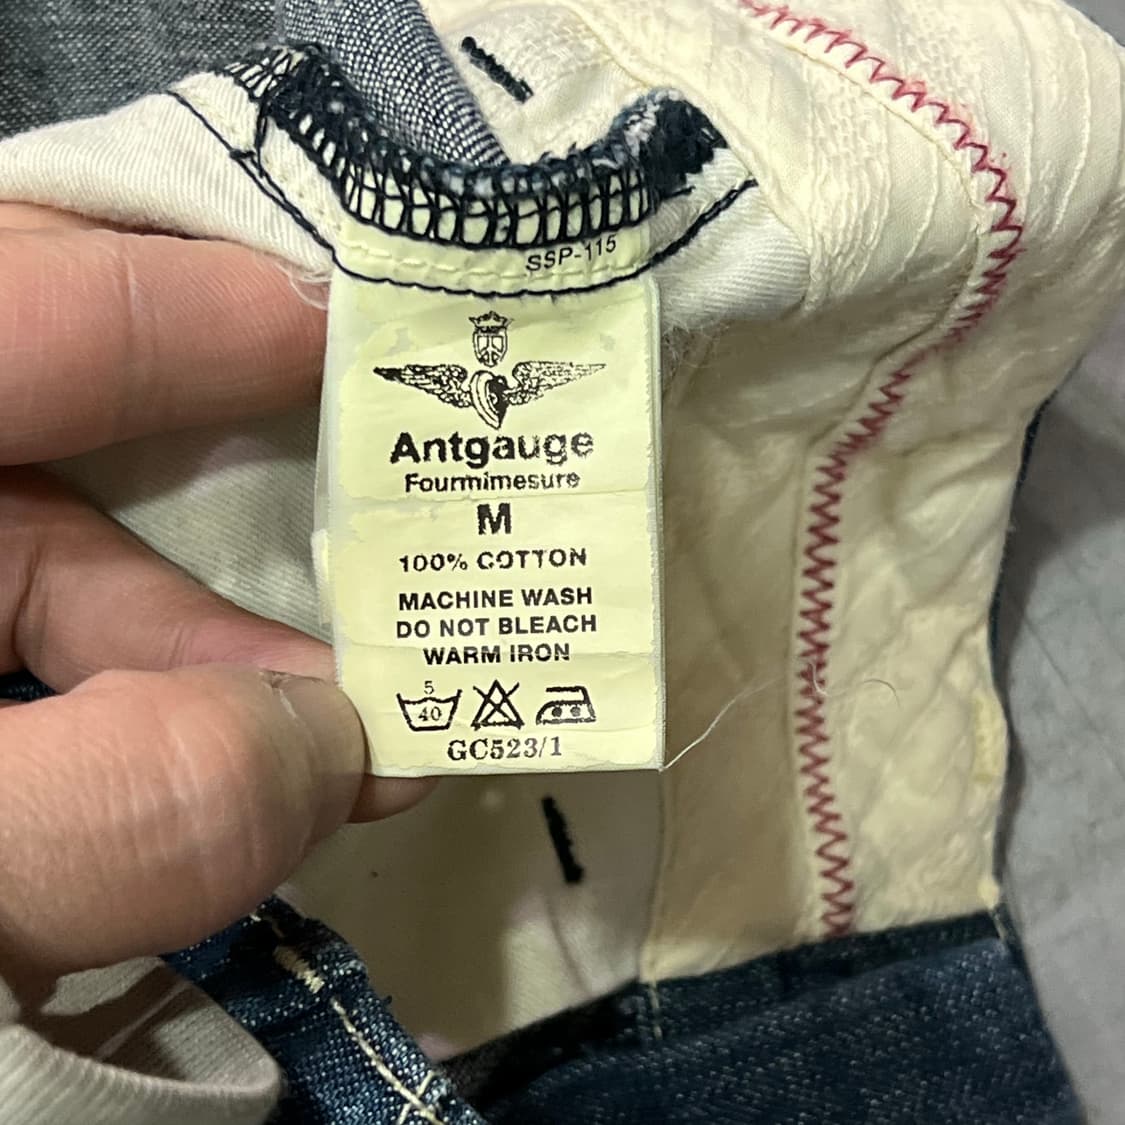 SSP-115
Antgauge
Fourmimesure
M
100% COTTON
MACHINE WASH
DO NOT BLEACH
WARM IRON
5
40
GC523/1